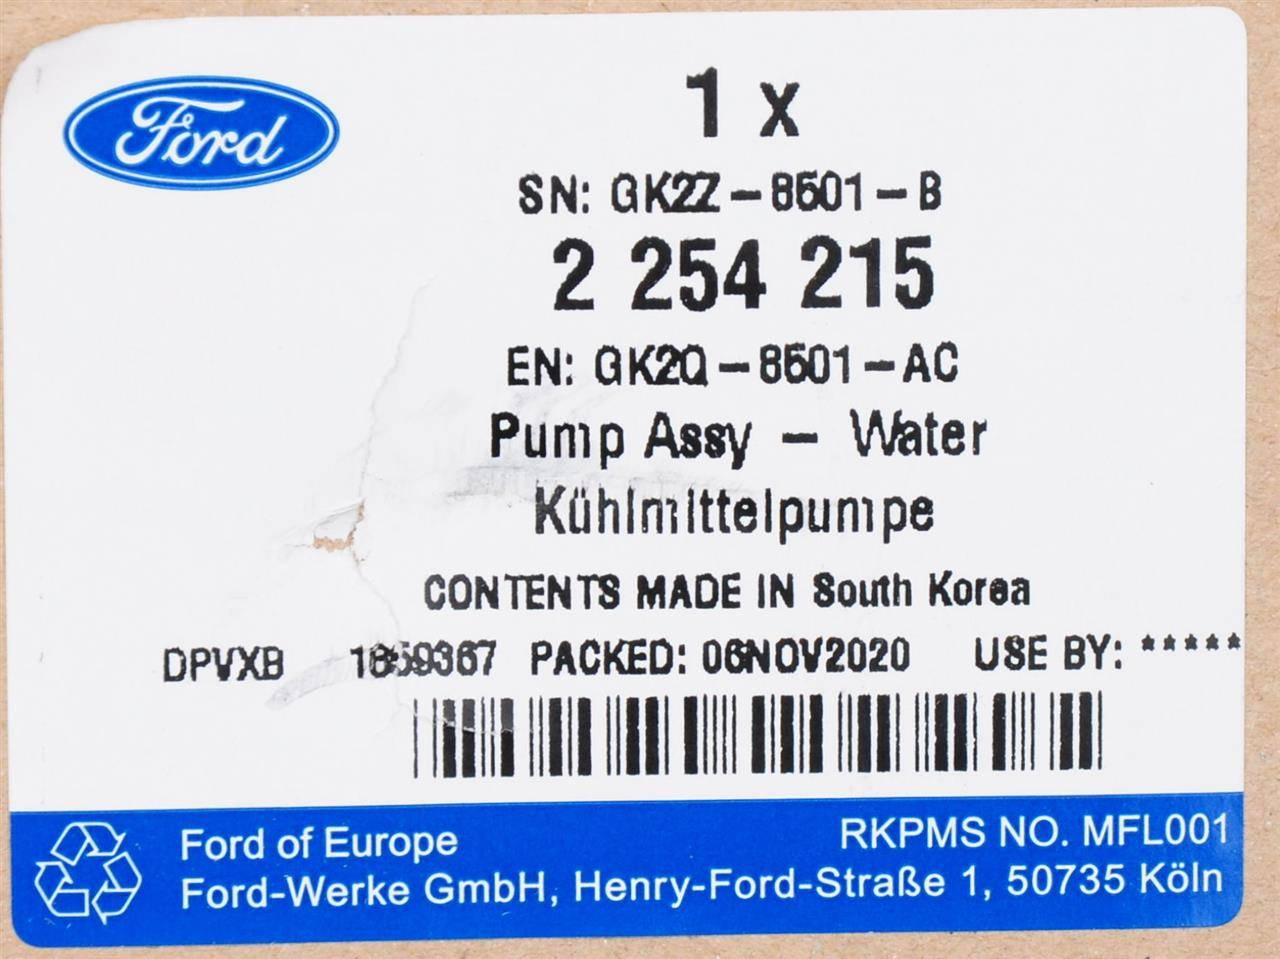 Ford
1 x
SN: GK2Z-8501-B
2 254 215
EN: GK2Q-8501-AC
Pump Assy - Water
Kühlmittelpumpe
CONTENTS MADE IN South Korea
DPVXB 1859367 PACKED: 06NOV2020 USE BY: *****
Ford of Europe
RKPMS NO. MFL001
Ford-Werke GmbH, Henry-Ford-Straße 1, 50735 Köln